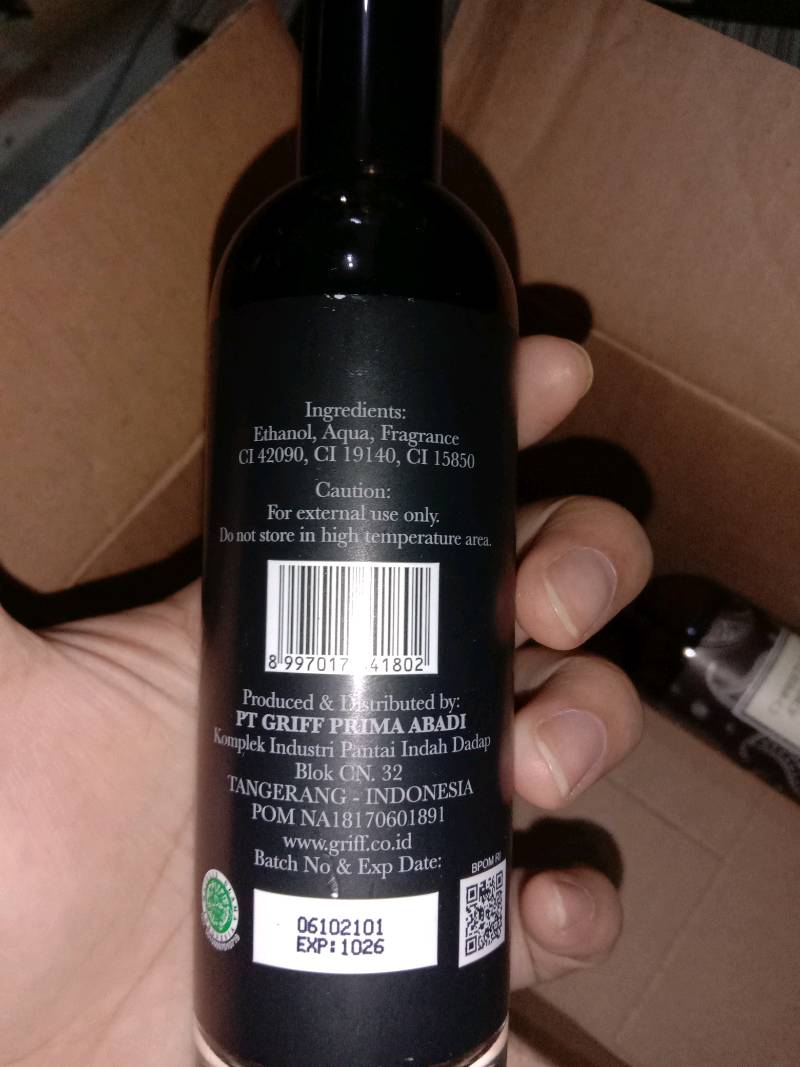 Ingredients:
Ethanol, Aqua, Fragrance
CI 42090, CI 19140, CI 15850
Caution:
For external use only.
Do not store in high temperature area.
Produced & Distributed by:
PT GRIFF PRIMA ABADI
Komplek Industri Pantai Indah Dadap
Blok CN. 32
TANGERANG - INDONESIA
POM NA18170601891
www.griff.co.id
Batch No & Exp Date:
BPOM RI
06102101
EXP:1026